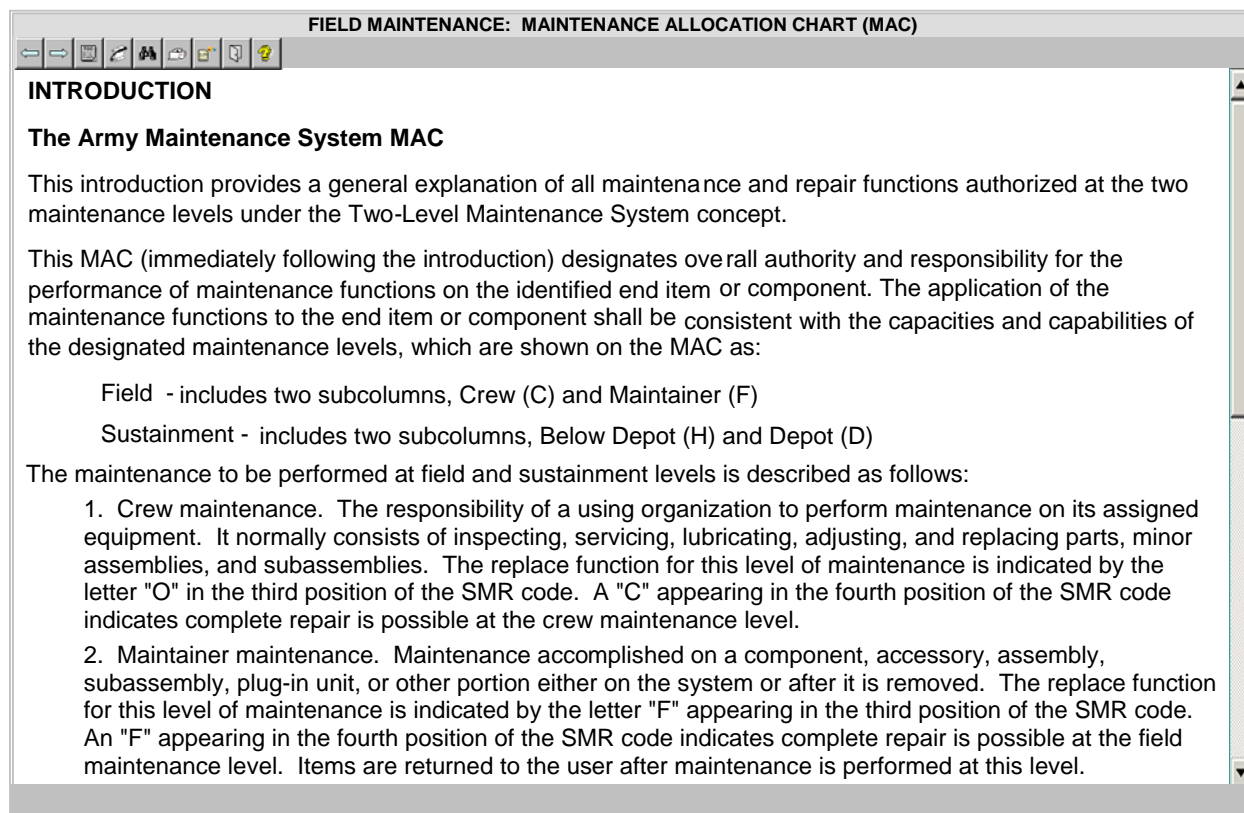 FIELD MAINTENANCE: MAINTENANCE ALLOCATION CHART (MAC)
INTRODUCTION
The Army Maintenance System MAC
This introduction provides a general explanation of all maintenance and repair functions authorized at the two
maintenance levels under the Two-Level Maintenance System concept.
This MAC (immediately following the introduction) designates overall authority and responsibility for the
performance of maintenance functions on the identified end item or component. The application of the
maintenance functions to the end item or component shall be consistent with the capacities and capabilities of
the designated maintenance levels, which are shown on the MAC as:
Field - includes two subcolumns, Crew (C) and Maintainer (F)
Sustainment - includes two subcolumns, Below Depot (H) and Depot (D)
The maintenance to be performed at field and sustainment levels is described as follows:
1. Crew maintenance. The responsibility of a using organization to perform maintenance on its assigned
equipment. It normally consists of inspecting, servicing, lubricating, adjusting, and replacing parts, minor
assemblies, and subassemblies. The replace function for this level of maintenance is indicated by the
letter "O" in the third position of the SMR code. A "C" appearing in the fourth position of the SMR code
indicates complete repair is possible at the crew maintenance level.
2. Maintainer maintenance. Maintenance accomplished on a component, accessory, assembly,
subassembly, plug-in unit, or other portion either on the system or after it is removed. The replace function
for this level of maintenance is indicated by the letter "F" appearing in the third position of the SMR code.
An "F" appearing in the fourth position of the SMR code indicates complete repair is possible at the field
maintenance level. Items are returned to the user after maintenance is performed at this level.